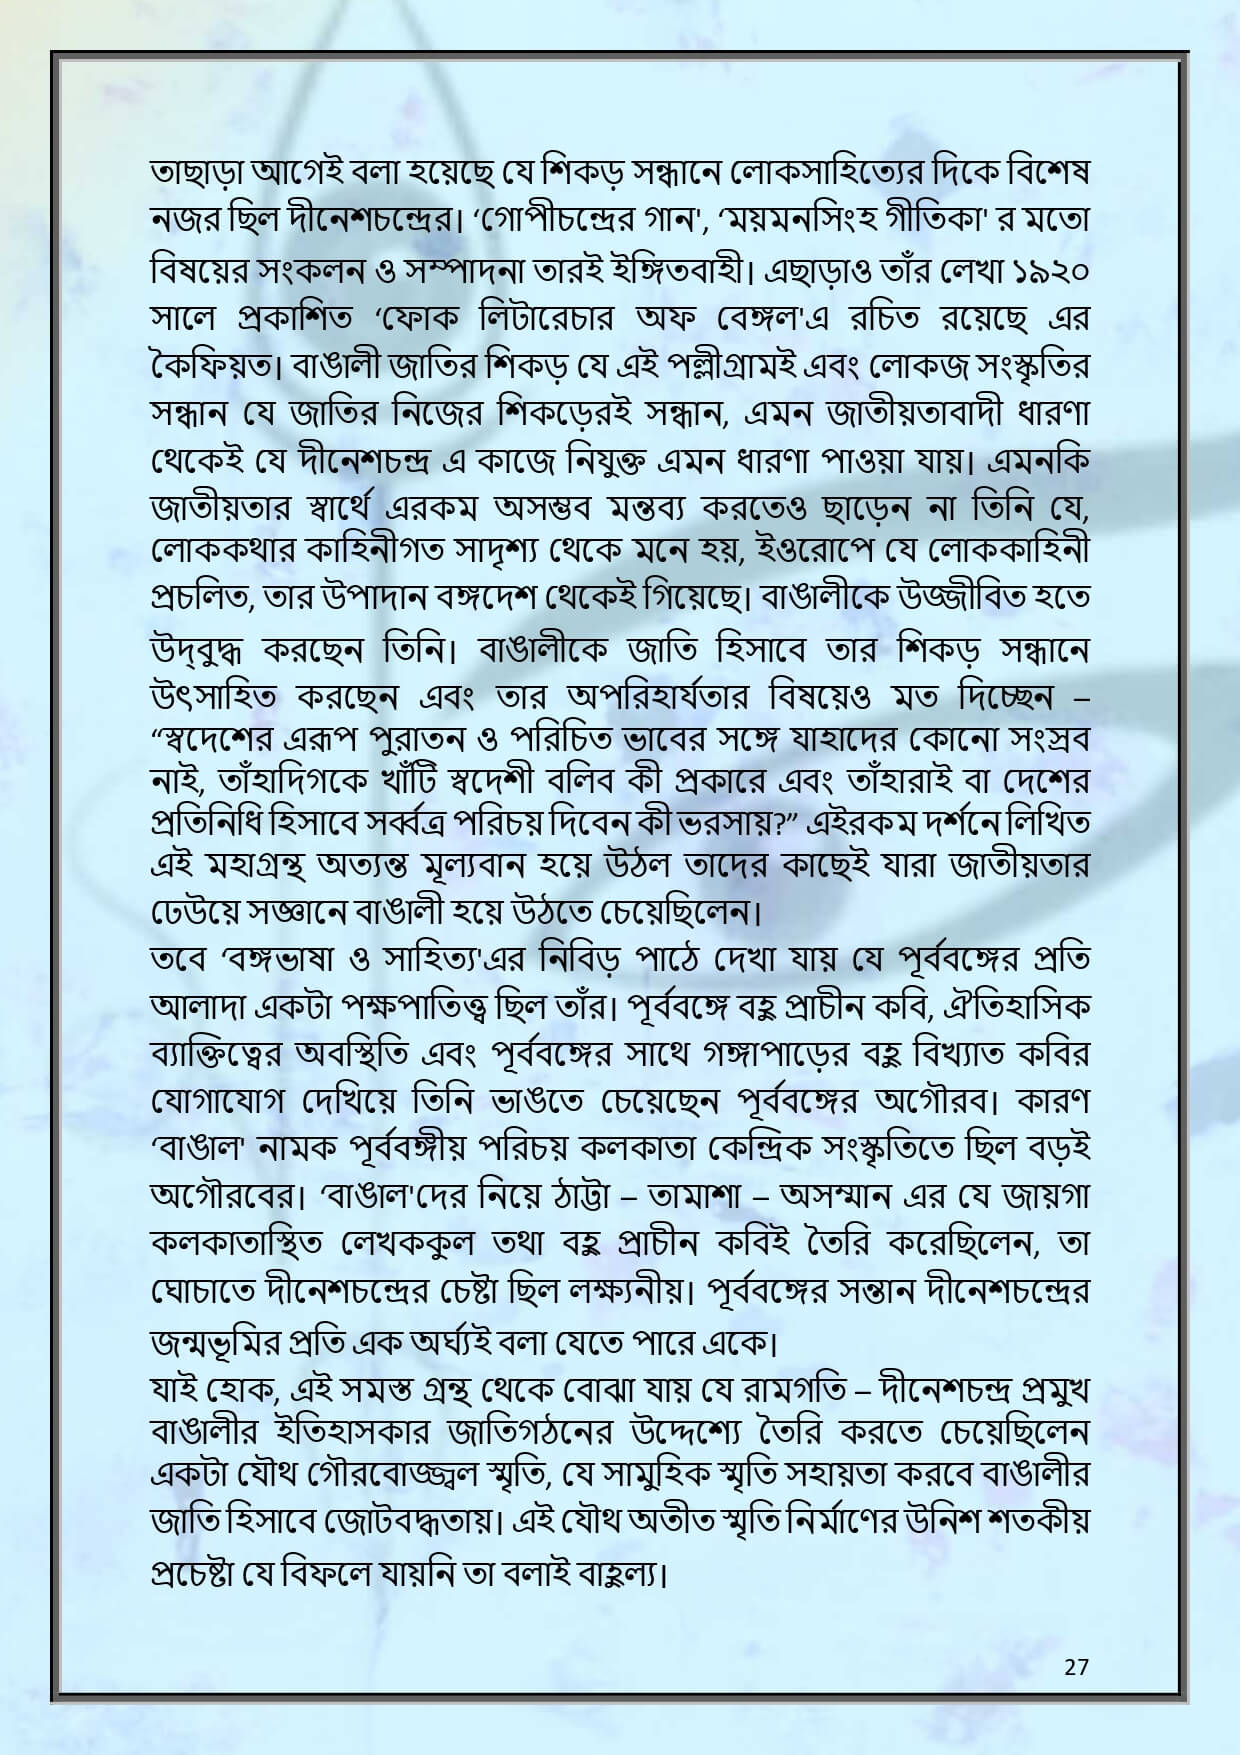 তাছাড়া আগেই বলা হয়েছে যে শিকড় সন্ধানে লোকসাহিত্যের দিকে বিশেষ
নজর ছিল দীনেশচন্দ্রের। ‘গোপীচন্দ্রের গান', ‘ময়মনসিংহ গীতিকা' র মতো
বিষয়ের সংকলন ও সম্পাদনা তারই ইঙ্গিতবাহী। এছাড়াও তাঁর লেখা ১৯২০
সালে প্রকাশিত ‘ফোক লিটারেচার অফ বেঙ্গল'এ রচিত রয়েছে এর
কৈফিয়ত। বাঙালী জাতির শিকড় যে এই পল্লীগ্রামই এবং লোকজ সংস্কৃতির
সন্ধান যে জাতির নিজের শিকড়েরই সন্ধান, এমন জাতীয়তাবাদী ধারণা
থেকেই যে দীনেশচন্দ্র এ কাজে নিযুক্ত এমন ধারণা পাওয়া যায়। এমনকি
জাতীয়তার স্বার্থে এরকম অসম্ভব মন্তব্য করতেও ছাড়েন না তিনি যে,
লোককথার কাহিনীগত সাদৃশ্য থেকে মনে হয়, ইওরোপে যে লোককাহিনী
প্রচলিত, তার উপাদান বঙ্গদেশ থেকেই গিয়েছে। বাঙালীকে উজ্জীবিত হতে
উদ্‌বুদ্ধ করছেন তিনি। বাঙালীকে জাতি হিসাবে তার শিকড় সন্ধানে
উৎসাহিত করছেন এবং তার অপরিহার্যতার বিষয়েও মত দিচ্ছেন –
“স্বদেশের এরূপ পুরাতন ও পরিচিত ভাবের সঙ্গে যাহাদের কোনো সংস্রব
নাই, তাঁহাদিগকে খাঁটি স্বদেশী বলিব কী প্রকারে এবং তাঁহারাই বা দেশের
প্রতিনিধি হিসাবে সর্ব্বত্র পরিচয় দিবেন কী ভরসায়?” এইরকম দর্শনে লিখিত
এই মহাগ্রন্থ অত্যন্ত মূল্যবান হয়ে উঠল তাদের কাছেই যারা জাতীয়তার
ঢেউয়ে সজ্ঞানে বাঙালী হয়ে উঠতে চেয়েছিলেন।
তবে ‘বঙ্গভাষা ও সাহিত্য'এর নিবিড় পাঠে দেখা যায় যে পূর্ববঙ্গের প্রতি
আলাদা একটা পক্ষপাতিত্ত্ব ছিল তাঁর। পূর্ববঙ্গে বহু প্রাচীন কবি, ঐতিহাসিক
ব্যাক্তিত্বের অবস্থিতি এবং পূর্ববঙ্গের সাথে গঙ্গাপাড়ের বহু বিখ্যাত কবির
যোগাযোগ দেখিয়ে তিনি ভাঙতে চেয়েছেন পূর্ববঙ্গের অগৌরব। কারণ
‘বাঙাল' নামক পূর্ববঙ্গীয় পরিচয় কলকাতা কেন্দ্রিক সংস্কৃতিতে ছিল বড়ই
অগৌরবের। ‘বাঙাল'দের নিয়ে ঠাট্টা – তামাশা – অসম্মান এর যে জায়গা
কলকাতাস্থিত লেখককুল তথা বহু প্রাচীন কবিই তৈরি করেছিলেন, তা
ঘোচাতে দীনেশচন্দ্রের চেষ্টা ছিল লক্ষ্যনীয়। পূর্ববঙ্গের সন্তান দীনেশচন্দ্রের
জন্মভূমির প্রতি এক অর্ঘ্যই বলা যেতে পারে একে।
যাই হোক, এই সমস্ত গ্রন্থ থেকে বোঝা যায় যে রামগতি – দীনেশচন্দ্র প্রমুখ
বাঙালীর ইতিহাসকার জাতিগঠনের উদ্দেশ্যে তৈরি করতে চেয়েছিলেন
একটা যৌথ গৌরবোজ্জ্বল স্মৃতি, যে সামুহিক স্মৃতি সহায়তা করবে বাঙালীর
জাতি হিসাবে জোটবদ্ধতায়। এই যৌথ অতীত স্মৃতি নির্মাণের উনিশ শতকীয়
প্রচেষ্টা যে বিফলে যায়নি তা বলাই বাহুল্য।
27